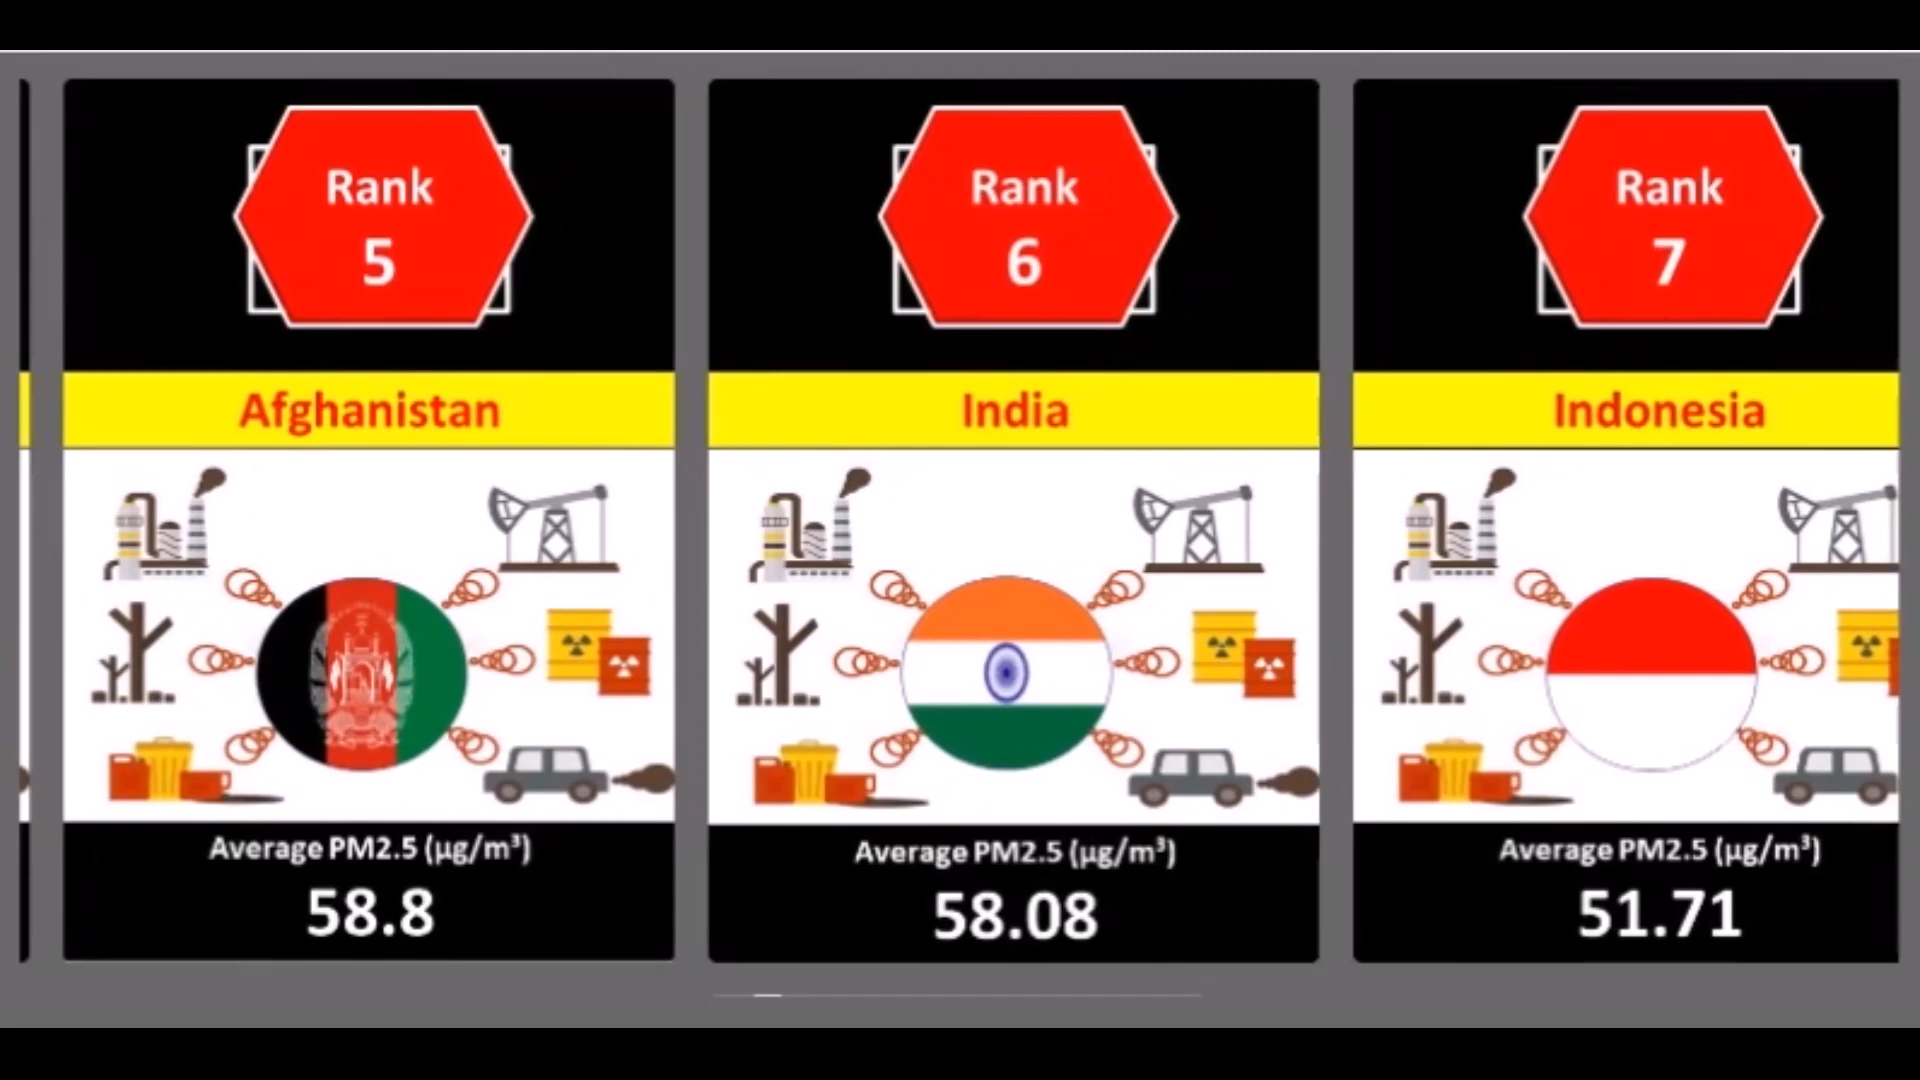 Rank
5
Afghanistan
Average PM2.5 (µg/m³)
58.8
Rank
6
India
Average PM2.5 (µg/m³)
58.08
Rank
7
Indonesia
Average PM2.5 (µg/m³)
51.71